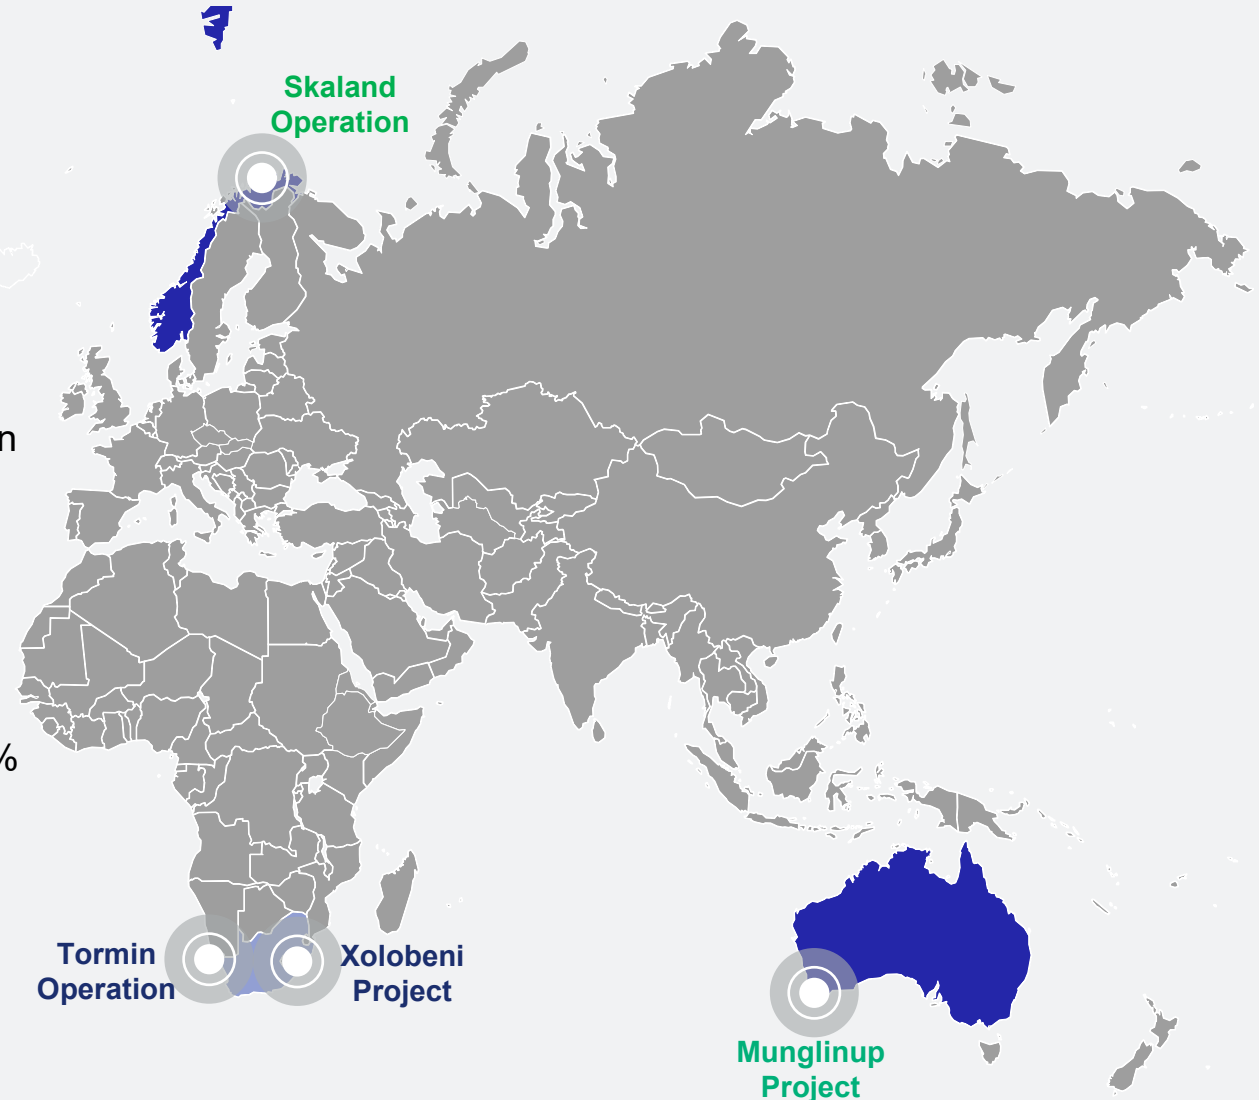 Skaland
Operation
n
%
Tormin
Operation
Xolobeni
Project
Munglinup
Project